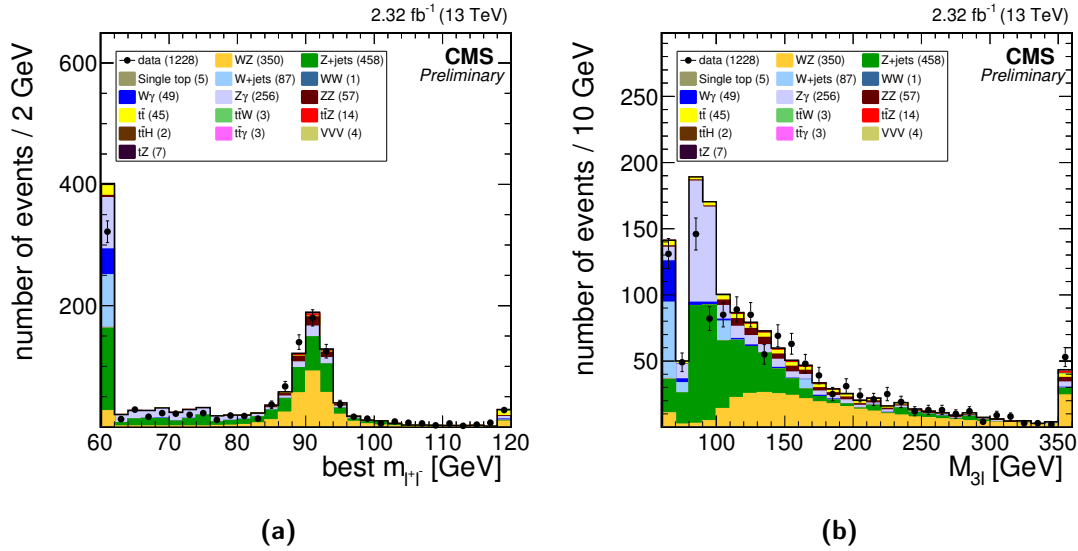 2.32 fb⁻¹ (13 TeV)
number of events / 2 GeV
600
400
200
CMS
Preliminary
data (1228) WZ (350) Z+jets (458)
Single top (5) W+jets (87) WW (1)
Wγ (49) Zγ (256) ZZ (57)
tt̄ (45) tt̄W (3) tt̄Z (14)
tt̄H (2) tt̄γ (3) VVV (4)
tZ (7)
60 70 80 90 100 110 120
best m_{l⁺l⁻} [GeV]
(a)
2.32 fb⁻¹ (13 TeV)
number of events / 10 GeV
250
200
150
100
50
CMS
Preliminary
data (1228) WZ (350) Z+jets (458)
Single top (5) W+jets (87) WW (1)
Wγ (49) Zγ (256) ZZ (57)
tt̄ (45) tt̄W (3) tt̄Z (14)
tt̄H (2) tt̄γ (3) VVV (4)
tZ (7)
100 150 200 250 300 350
M_{3l} [GeV]
(b)